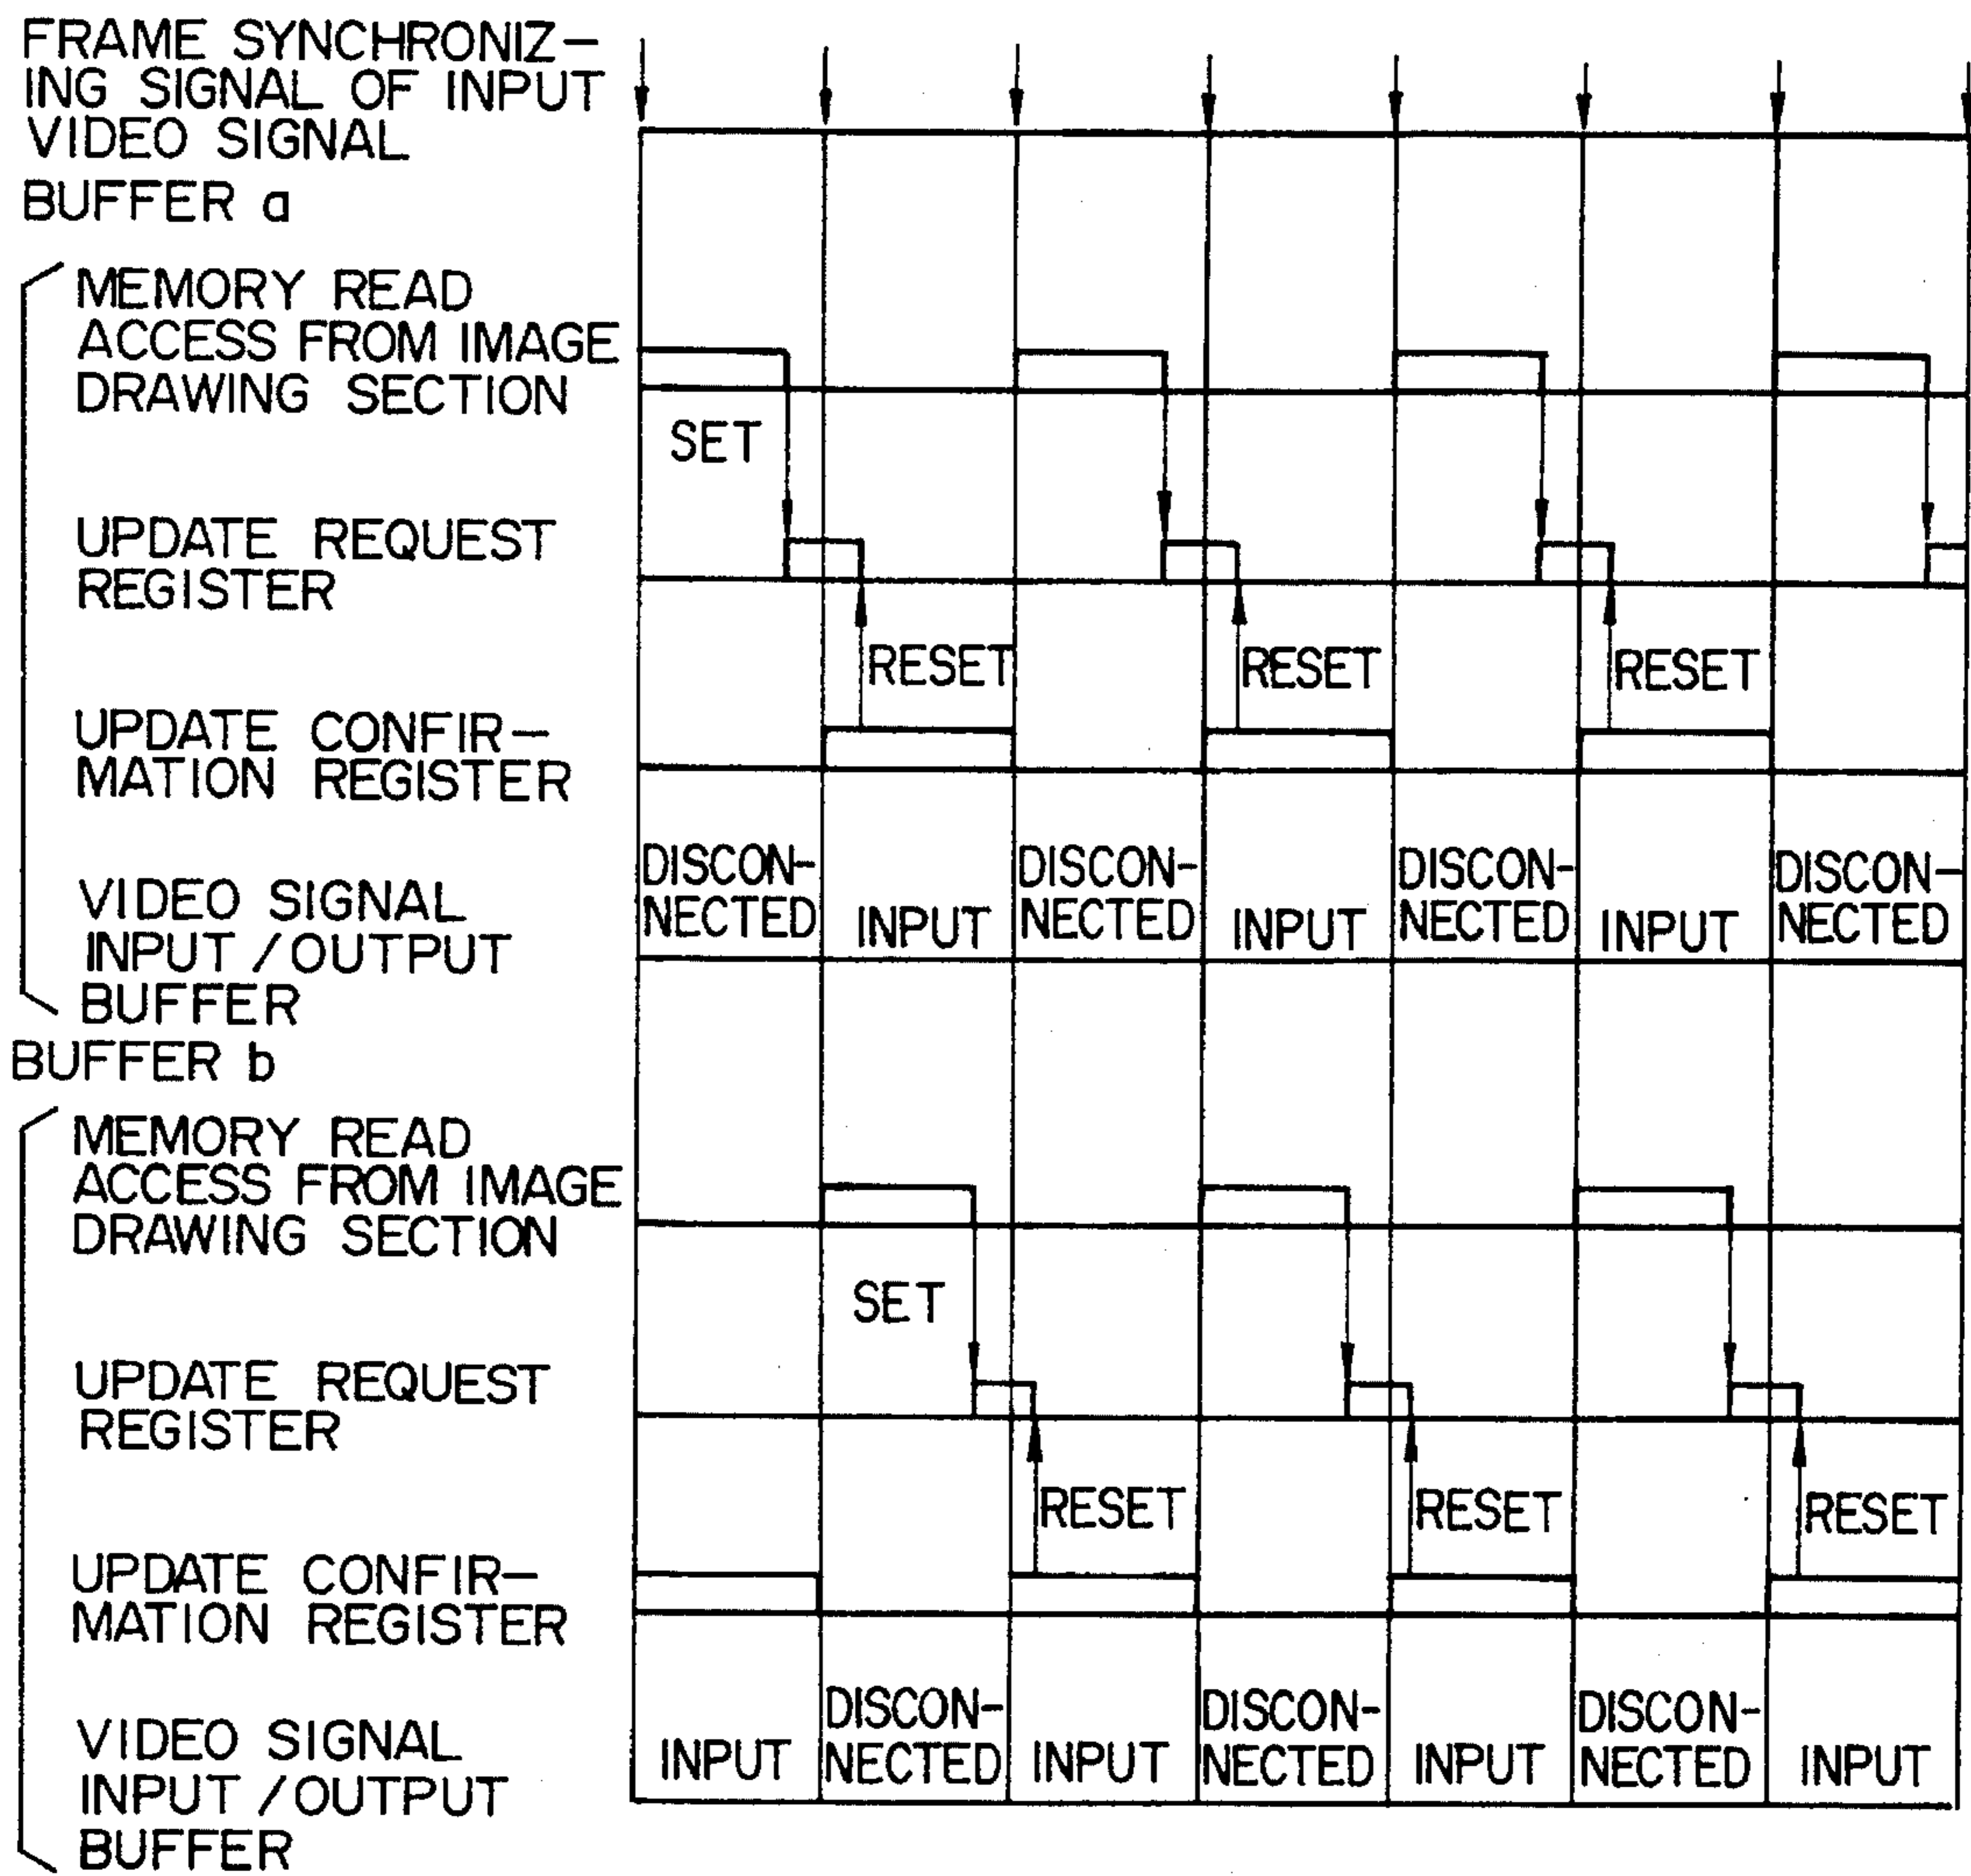 FRAME SYNCHRONIZ-
ING SIGNAL OF INPUT
VIDEO SIGNAL
BUFFER a
MEMORY READ
ACCESS FROM IMAGE
DRAWING SECTION
SET
UPDATE REQUEST
REGISTER
RESET RESET RESET
UPDATE CONFIR-
MATION REGISTER
DISCON- DISCON- DISCON- DISCON-
NECTED INPUT NECTED INPUT NECTED INPUT NECTED
VIDEO SIGNAL
INPUT / OUTPUT
BUFFER
BUFFER b
MEMORY READ
ACCESS FROM IMAGE
DRAWING SECTION
SET
UPDATE REQUEST
REGISTER
RESET RESET RESET
UPDATE CONFIR-
MATION REGISTER
DISCON- DISCON- DISCON-
INPUT NECTED INPUT NECTED INPUT NECTED INPUT
VIDEO SIGNAL
INPUT / OUTPUT
BUFFER